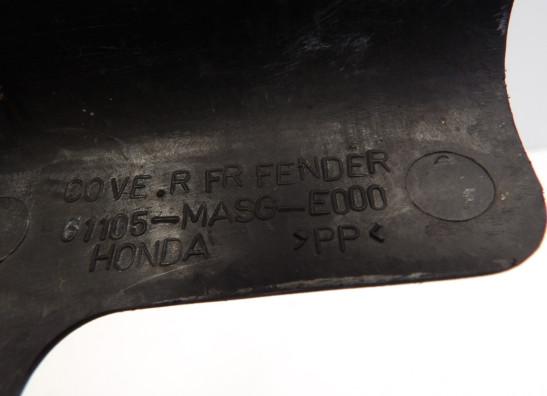 COVE.R FR FENDER
61105-MASG-E000
HONDA >PP<